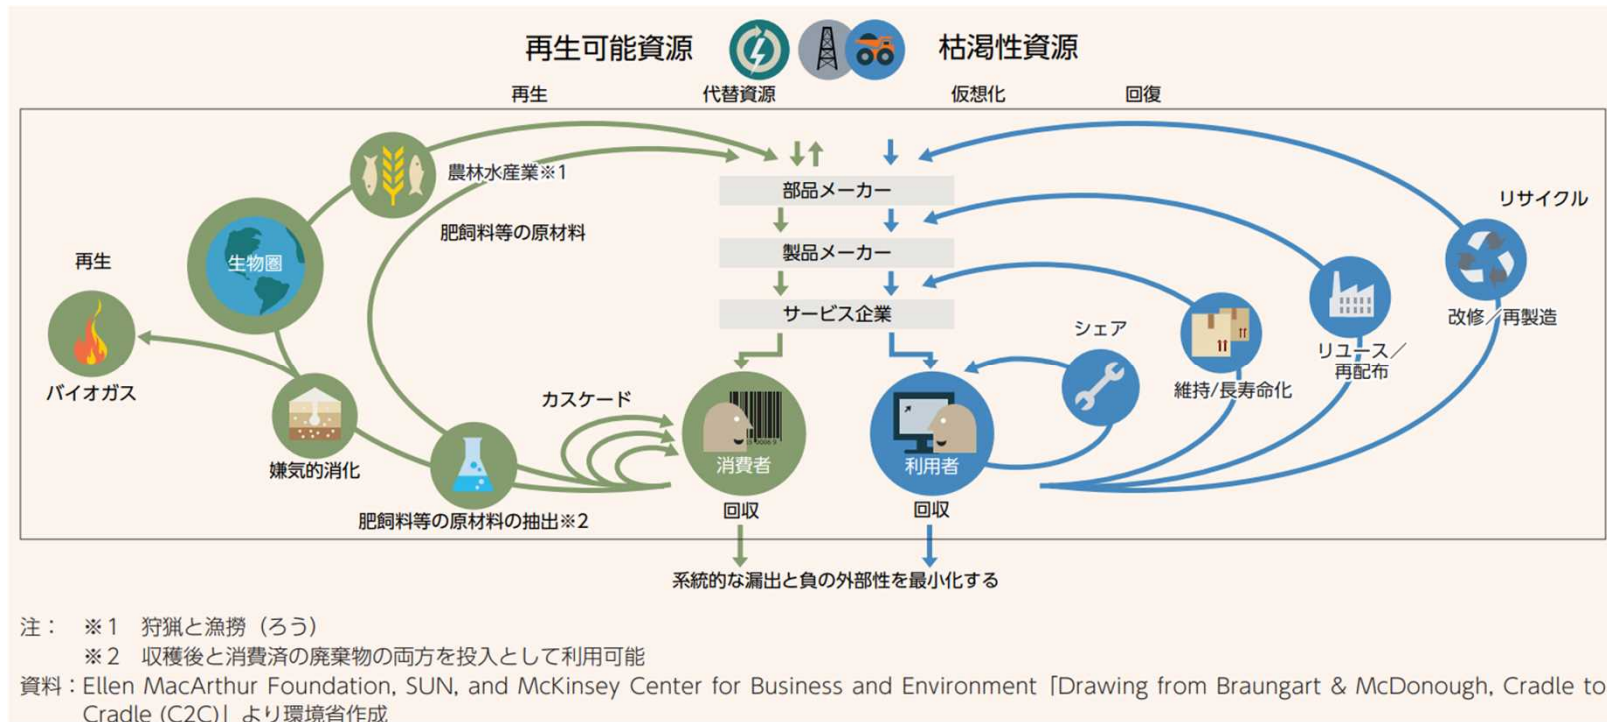 再生可能資源
枯渇性資源
再生
代替資源
仮想化
回復
農林水産業※1
部品メーカー
リサイクル
肥飼料等の原材料
製品メーカー
生物圏
再生
サービス企業
シェア
改修／再製造
リユース／
再配布
維持/長寿命化
バイオガス
カスケード
嫌気的消化
消費者
利用者
肥飼料等の原材料の抽出※2
回収
回収
系統的な漏出と負の外部性を最小化する
注： ※1 狩猟と漁撈（ろう）
※2 収穫後と消費済の廃棄物の両方を投入として利用可能
資料：Ellen MacArthur Foundation, SUN, and McKinsey Center for Business and Environment「Drawing from Braungart & McDonough, Cradle to
Cradle (C2C)」より環境省作成